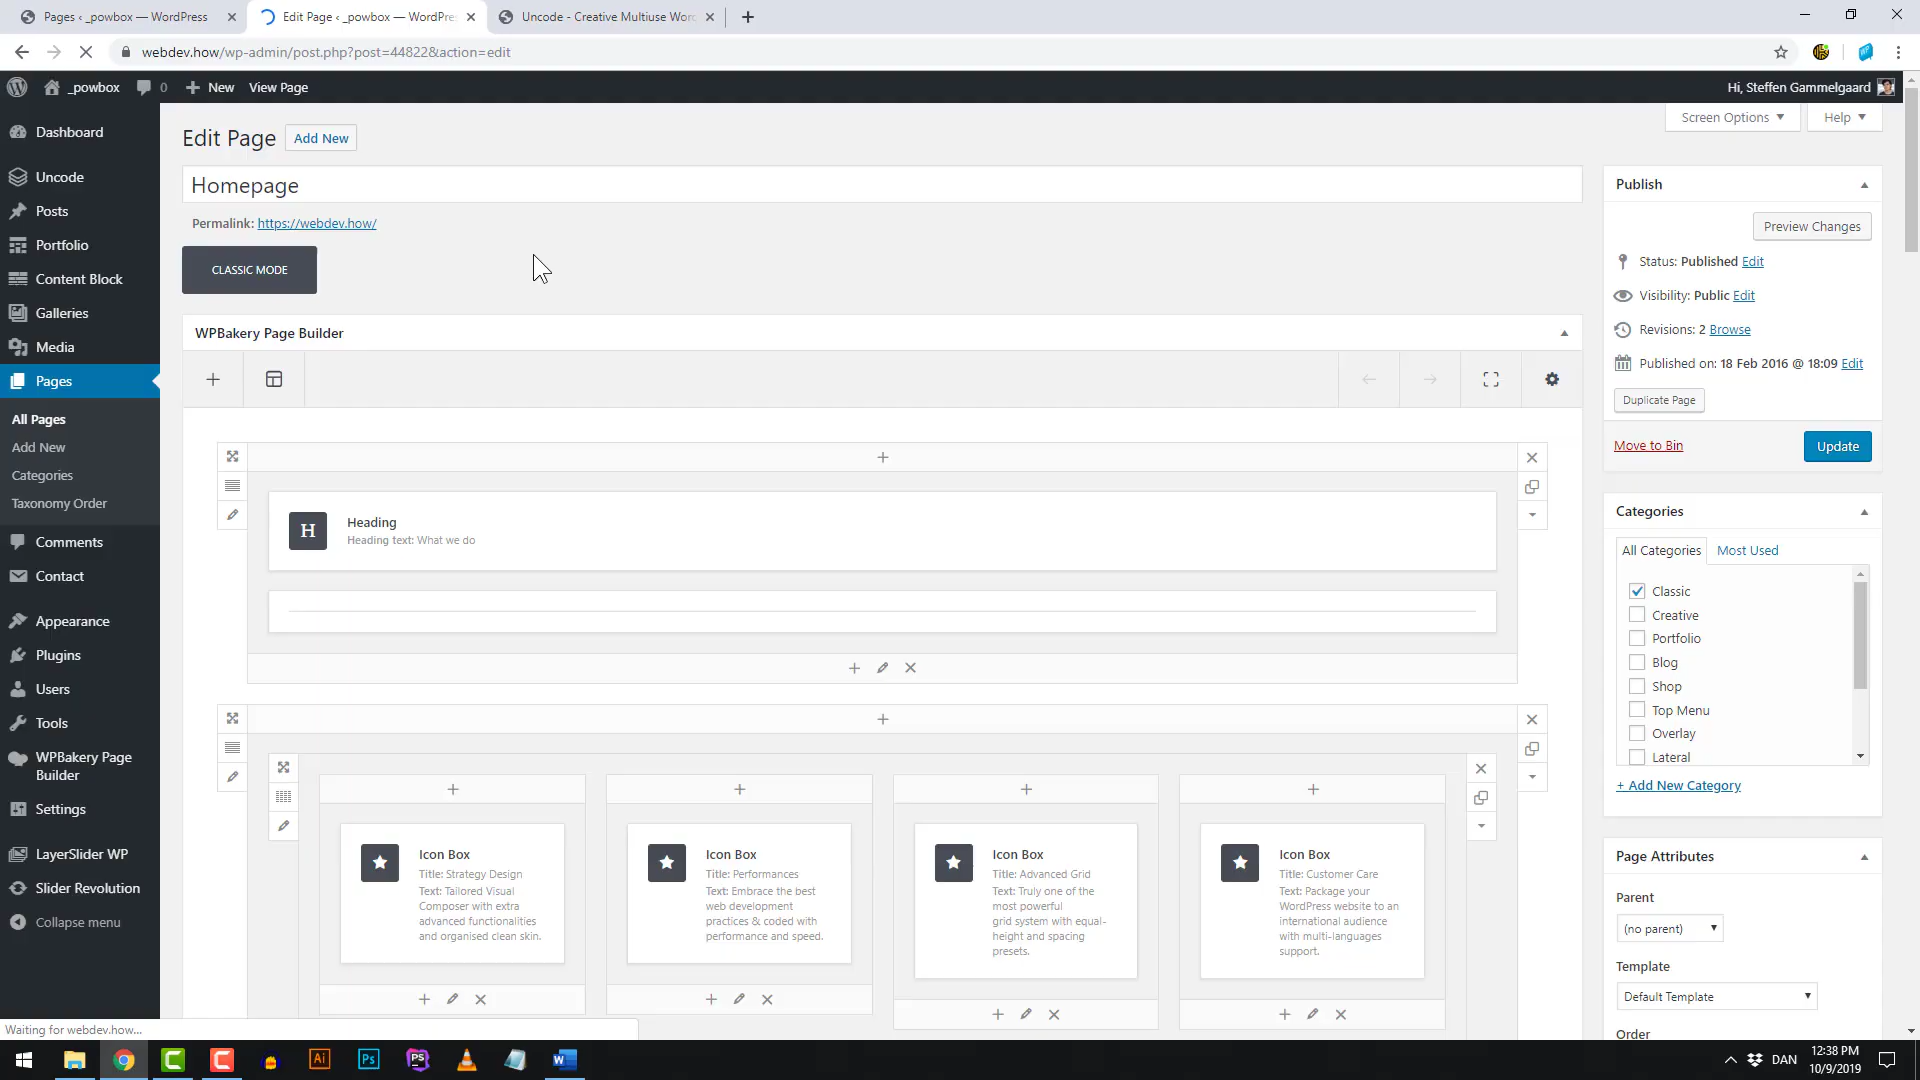 Pages ‹ _powbox — WordPress
Edit Page ‹ _powbox — WordPres
Uncode - Creative Multiuse Wor
webdev.how/wp-admin/post.php?post=44822&action=edit
_powbox
0
New
View Page
Hi, Steffen Gammelgaard
Screen Options
Help
Dashboard
Uncode
Posts
Portfolio
Content Block
Galleries
Media
Pages
All Pages
Add New
Categories
Taxonomy Order
Comments
Contact
Appearance
Plugins
Users
Tools
WPBakery Page
Builder
Settings
LayerSlider WP
Slider Revolution
Collapse menu
Edit Page
Add New
Homepage
Permalink: https://webdev.how/
CLASSIC MODE
WPBakery Page Builder
H
Heading
Heading text: What we do
Icon Box
Title: Strategy Design
Text: Tailored Visual
Composer with extra
advanced functionalities
and organised clean skin.
Icon Box
Title: Performances
Text: Embrace the best
web development
practices & coded with
performance and speed.
Icon Box
Title: Advanced Grid
Text: Truly one of the
most powerful
grid system with equal-
height and spacing
presets.
Icon Box
Title: Customer Care
Text: Package your
WordPress website to an
international audience
with multi-languages
support.
Publish
Preview Changes
Status: Published Edit
Visibility: Public Edit
Revisions: 2 Browse
Published on: 18 Feb 2016 @ 18:09 Edit
Duplicate Page
Move to Bin
Update
Categories
All Categories
Most Used
Classic
Creative
Portfolio
Blog
Shop
Top Menu
Overlay
Lateral
+ Add New Category
Page Attributes
Parent
(no parent)
Template
Default Template
Order
Waiting for webdev.how...
Ai
Ps
PS
W
DAN
12:38 PM
10/9/2019